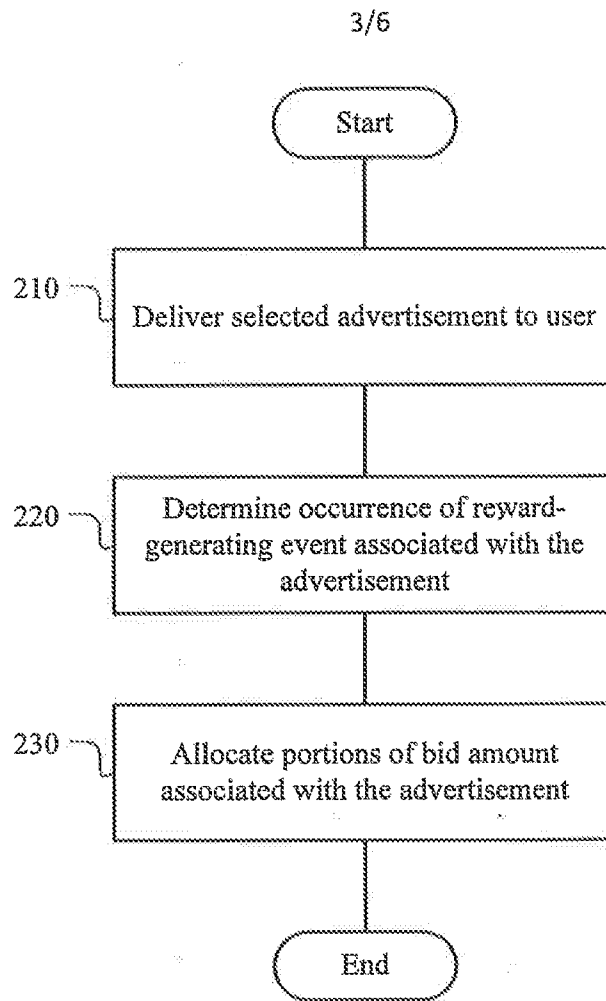 3/6
Start
210
Deliver selected advertisement to user
220
Determine occurrence of reward-
generating event associated with the
advertisement
230
Allocate portions of bid amount
associated with the advertisement
End